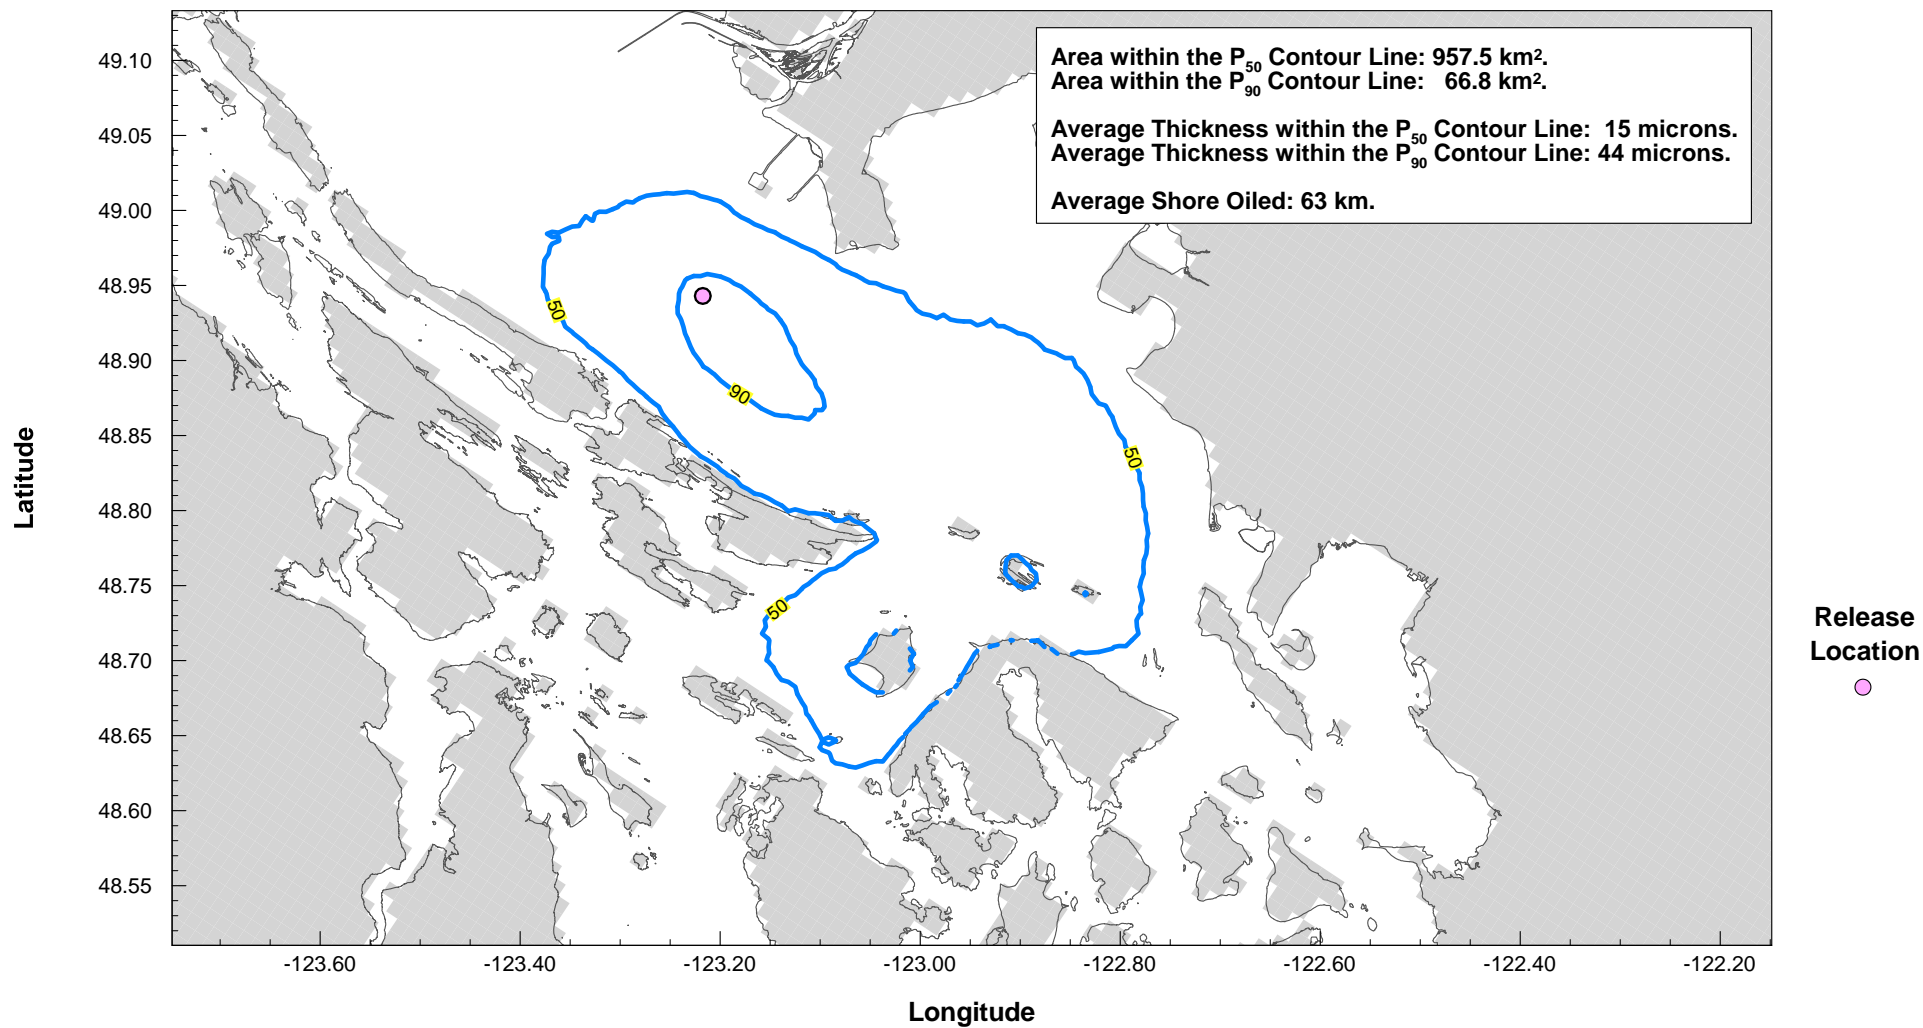 Area within the P50 Contour Line: 957.5 km².
Area within the P90 Contour Line: 66.8 km².
Average Thickness within the P50 Contour Line: 15 microns.
Average Thickness within the P90 Contour Line: 44 microns.
Average Shore Oiled: 63 km.
49.10
49.05
49.00
48.95
48.90
48.85
48.80
48.75
48.70
48.65
48.60
48.55
Latitude
50
90
50
50
Release
Location
-123.60
-123.40
-123.20
-123.00
-122.80
-122.60
-122.40
-122.20
Longitude